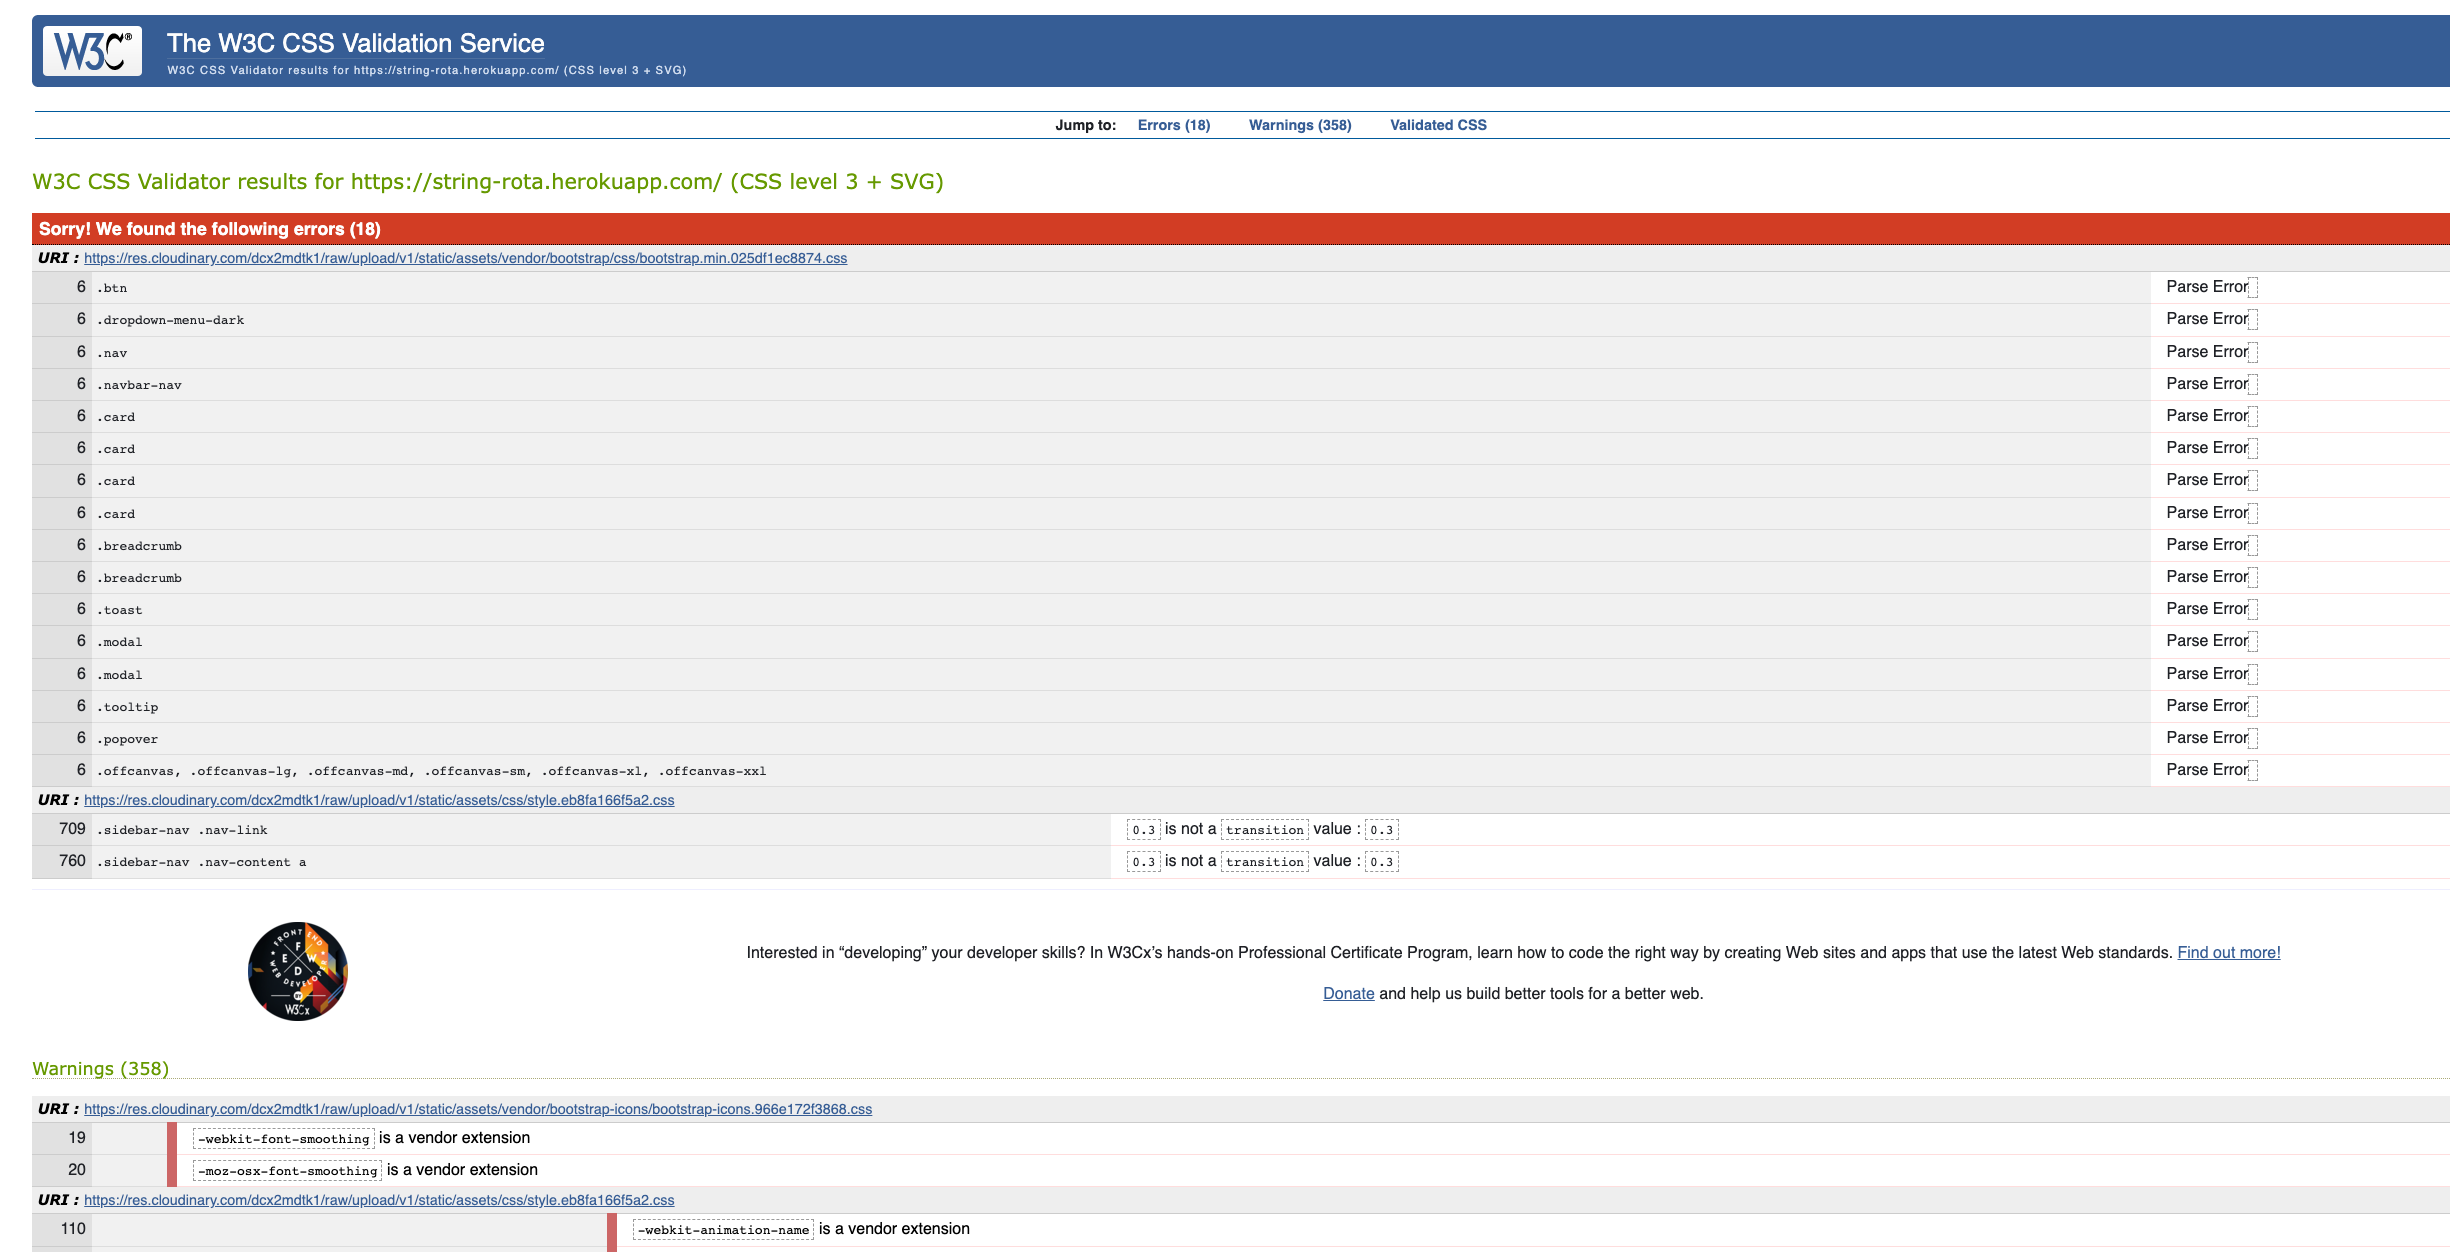 W3C®
The W3C CSS Validation Service
W3C CSS Validator results for https://string-rota.herokuapp.com/ (CSS level 3 + SVG)
Jump to: Errors (18) Warnings (358) Validated CSS
W3C CSS Validator results for https://string-rota.herokuapp.com/ (CSS level 3 + SVG)
Sorry! We found the following errors (18)
URI : https://res.cloudinary.com/dcx2mdtk1/raw/upload/v1/static/assets/vendor/bootstrap/css/bootstrap.min.025df1ec8874.css
6 .btn Parse Error
6 .dropdown-menu-dark Parse Error
6 .nav Parse Error
6 .navbar-nav Parse Error
6 .card Parse Error
6 .card Parse Error
6 .card Parse Error
6 .card Parse Error
6 .breadcrumb Parse Error
6 .breadcrumb Parse Error
6 .toast Parse Error
6 .modal Parse Error
6 .modal Parse Error
6 .tooltip Parse Error
6 .popover Parse Error
6 .offcanvas, .offcanvas-lg, .offcanvas-md, .offcanvas-sm, .offcanvas-xl, .offcanvas-xxl Parse Error
URI : https://res.cloudinary.com/dcx2mdtk1/raw/upload/v1/static/assets/css/style.eb8fa166f5a2.css
709 .sidebar-nav .nav-link 0.3 is not a transition value : 0.3
760 .sidebar-nav .nav-content a 0.3 is not a transition value : 0.3
FRONT END
F
E W
D
WEB DEVELOP
BY
W3Cx
Interested in “developing” your developer skills? In W3Cx’s hands-on Professional Certificate Program, learn how to code the right way by creating Web sites and apps that use the latest Web standards. Find out more!
Donate and help us build better tools for a better web.
Warnings (358)
URI : https://res.cloudinary.com/dcx2mdtk1/raw/upload/v1/static/assets/vendor/bootstrap-icons/bootstrap-icons.966e172f3868.css
19 -webkit-font-smoothing is a vendor extension
20 -moz-osx-font-smoothing is a vendor extension
URI : https://res.cloudinary.com/dcx2mdtk1/raw/upload/v1/static/assets/css/style.eb8fa166f5a2.css
110 -webkit-animation-name is a vendor extension